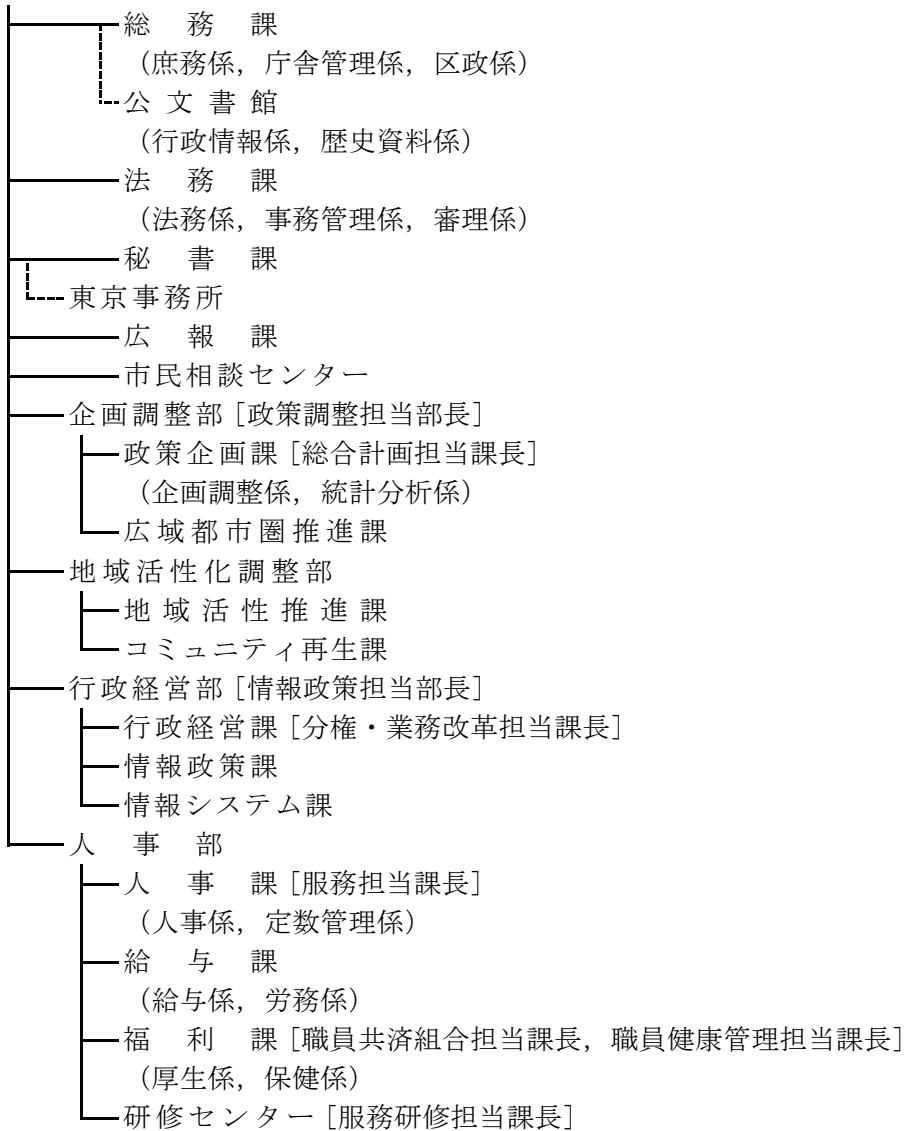 総務課
（庶務係，庁舎管理係，区政係）
公文書館
（行政情報係，歴史資料係）
法務課
（法務係，事務管理係，審理係）
秘書課
東京事務所
広報課
市民相談センター
企画調整部［政策調整担当部長］
政策企画課［総合計画担当課長］
（企画調整係，統計分析係）
広域都市圏推進課
地域活性化調整部
地域活性推進課
コミュニティ再生課
行政経営部［情報政策担当部長］
行政経営課［分権・業務改革担当課長］
情報政策課
情報システム課
人事部
人事課［服務担当課長］
（人事係，定数管理係）
給与課
（給与係，労務係）
福利課［職員共済組合担当課長，職員健康管理担当課長］
（厚生係，保健係）
研修センター［服務研修担当課長］